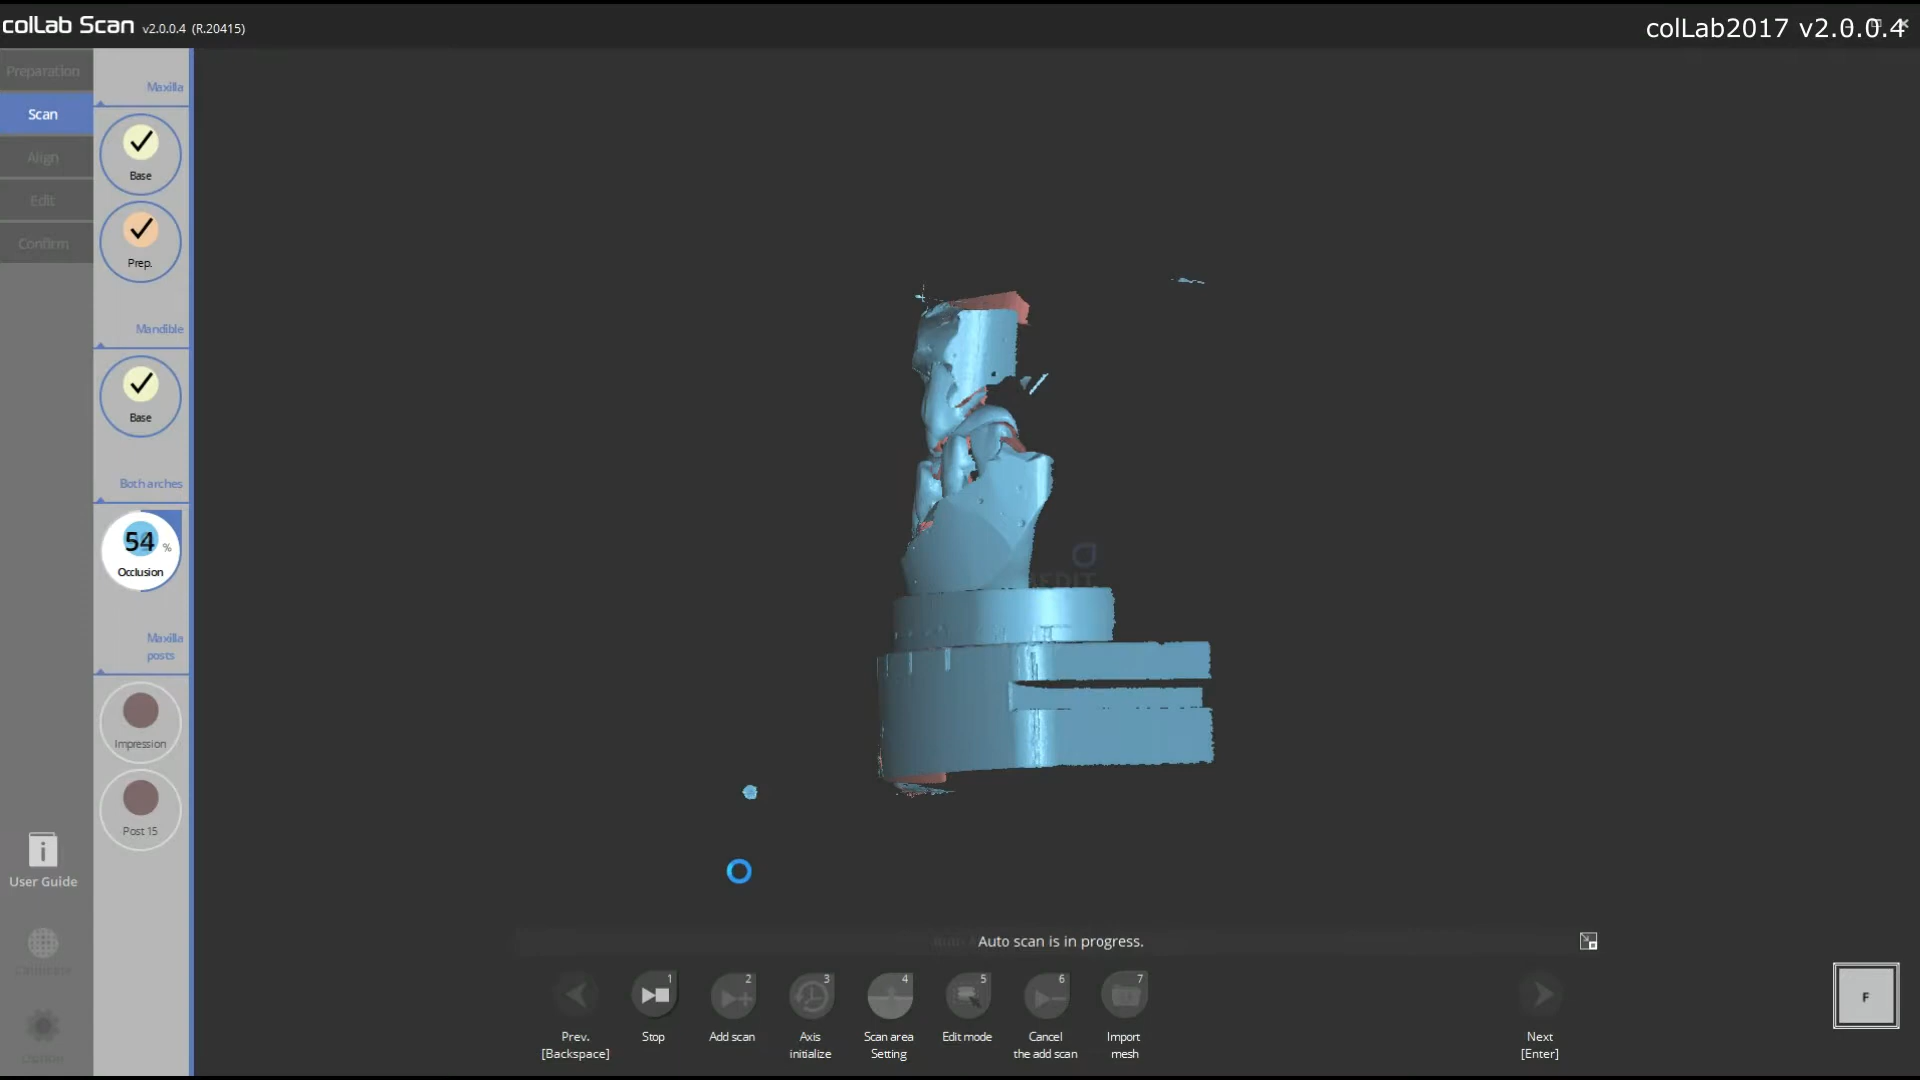 colLab Scan v2.0.0.4 (R.20415)
colLab2017 v2.0.0.4
Preparation
Scan
Align
Edit
Confirm
Maxilla
Base
Prep.
Mandible
Base
Both arches
54 %
Occlusion
Maxilla
posts
Impression
Post 15
User Guide
Calibrate
Option
Auto scan is in progress.
1
2
3
4
5
6
7
Prev.
[Backspace]
Stop
Add scan
Axis
initialize
Scan area
Setting
Edit mode
Cancel
the add scan
Import
mesh
Next
[Enter]
F